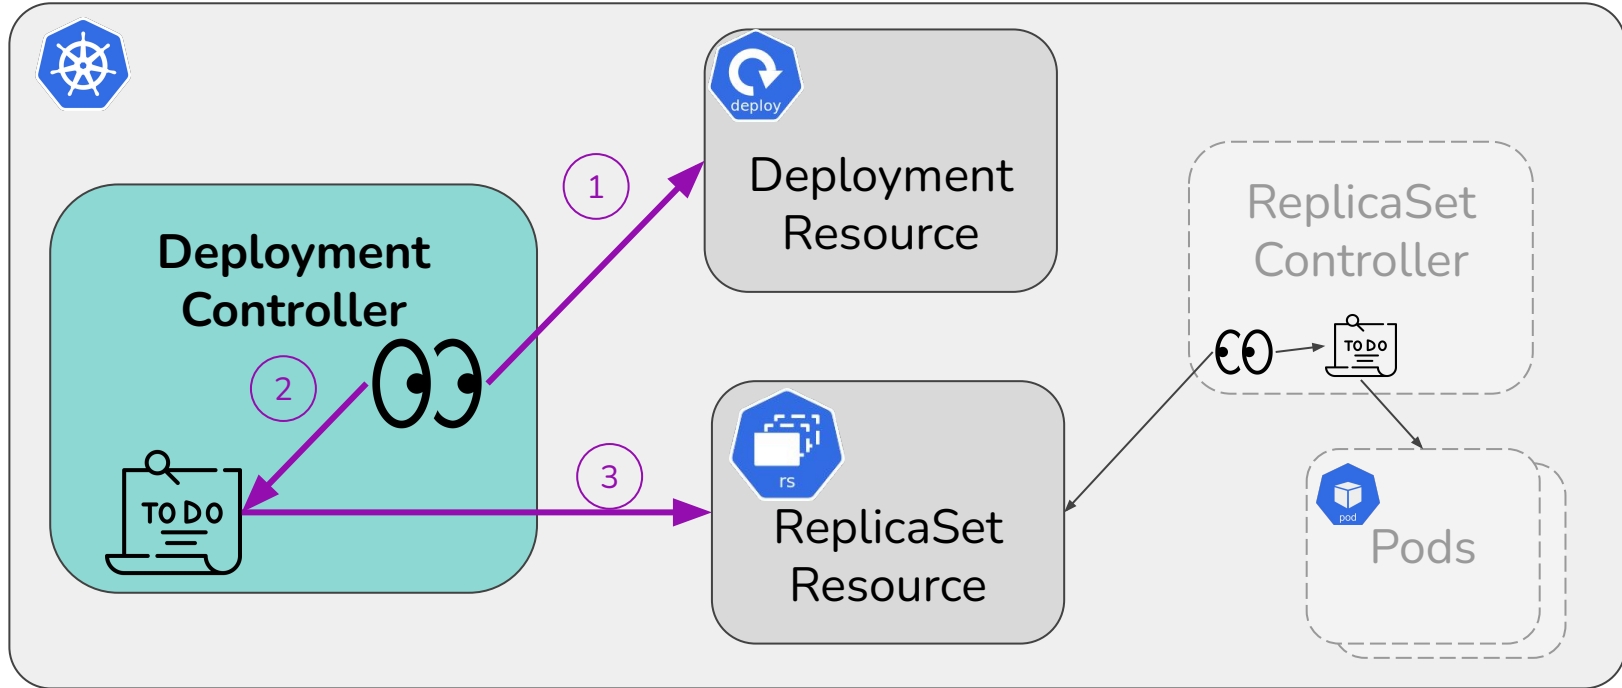 deploy
Deployment
Resource
1
Deployment
Controller
2
TO DO
3
rs
ReplicaSet
Resource
ReplicaSet
Controller
TO DO
pod
Pods